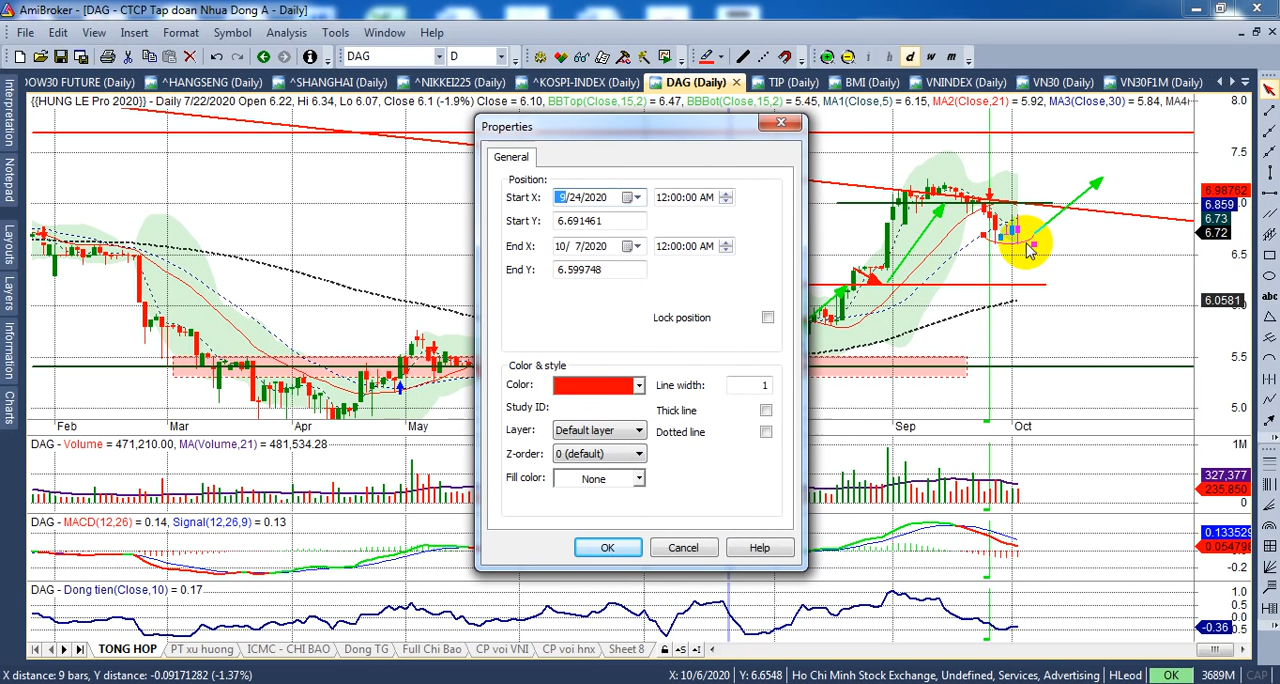 AmiBroker - [DAG - CTCP Tap doan Nhua Dong A - Daily]
File Edit View Insert Format Symbol Analysis Tools Window Help
DAG D i h d w m
OOW30 FUTURE (Daily) ^HANGSENG (Daily) ^SHANGHAI (Daily) ^NIKKEI225 (Daily) ^KOSPI-INDEX (Daily) DAG (Daily) TIP (Daily) BMI (Daily) VNINDEX (Daily) VN30 (Daily) VN30F1M (Daily)
{{HUNG LE Pro 2020}} - Daily 7/22/2020 Open 6.22, Hi 6.34, Lo 6.07, Close 6.1 (-1.9%) Close = 6.10, BBTop(Close,15,2) = 6.47, BBBot(Close,15,2) = 5.45, MA1(Close,5) = 6.15, MA2(Close,21) = 5.92, MA3(Close,30) = 5.84, MA4(
Interpretation
Notepad
Layouts
Layers
Information
Charts
8.0
7.5
6.98762
6.859
6.73
6.72
6.5
6.0581
5.5
5.0
Properties
General
Position:
Start X: 9/24/2020 12:00:00 AM
Start Y: 6.691461
End X: 10/ 7/2020 12:00:00 AM
End Y: 6.599748
Lock position
Color & style
Color: Line width: 1
Study ID: Thick line
Layer: Default layer Dotted line
Z-order: 0 (default)
Fill color: None
OK Cancel Help
abc
Feb Mar Apr May Sep Oct
DAG - Volume = 471,210.00, MA(Volume,21) = 481,534.28
1M
327,377
235,850
0
DAG - MACD(12,26) = 0.14, Signal(12,26,9) = 0.13
0.133529
0.054798
-0.2
DAG - Dong tien(Close,10) = 0.17
1.0
0.5
0.0
-0.36
0.5
TONG HOP PT xu huong ICMC - CHI BAO Dong TG Full Chi Bao CP voi VNI CP voi hnx Sheet 8
X distance: 9 bars, Y distance: -0.09171282 (-1.37%) X: 10/6/2020 Y: 6.6548 Ho Chi Minh Stock Exchange, Undefined, Services, Advertising HLeod OK 3689M CAP